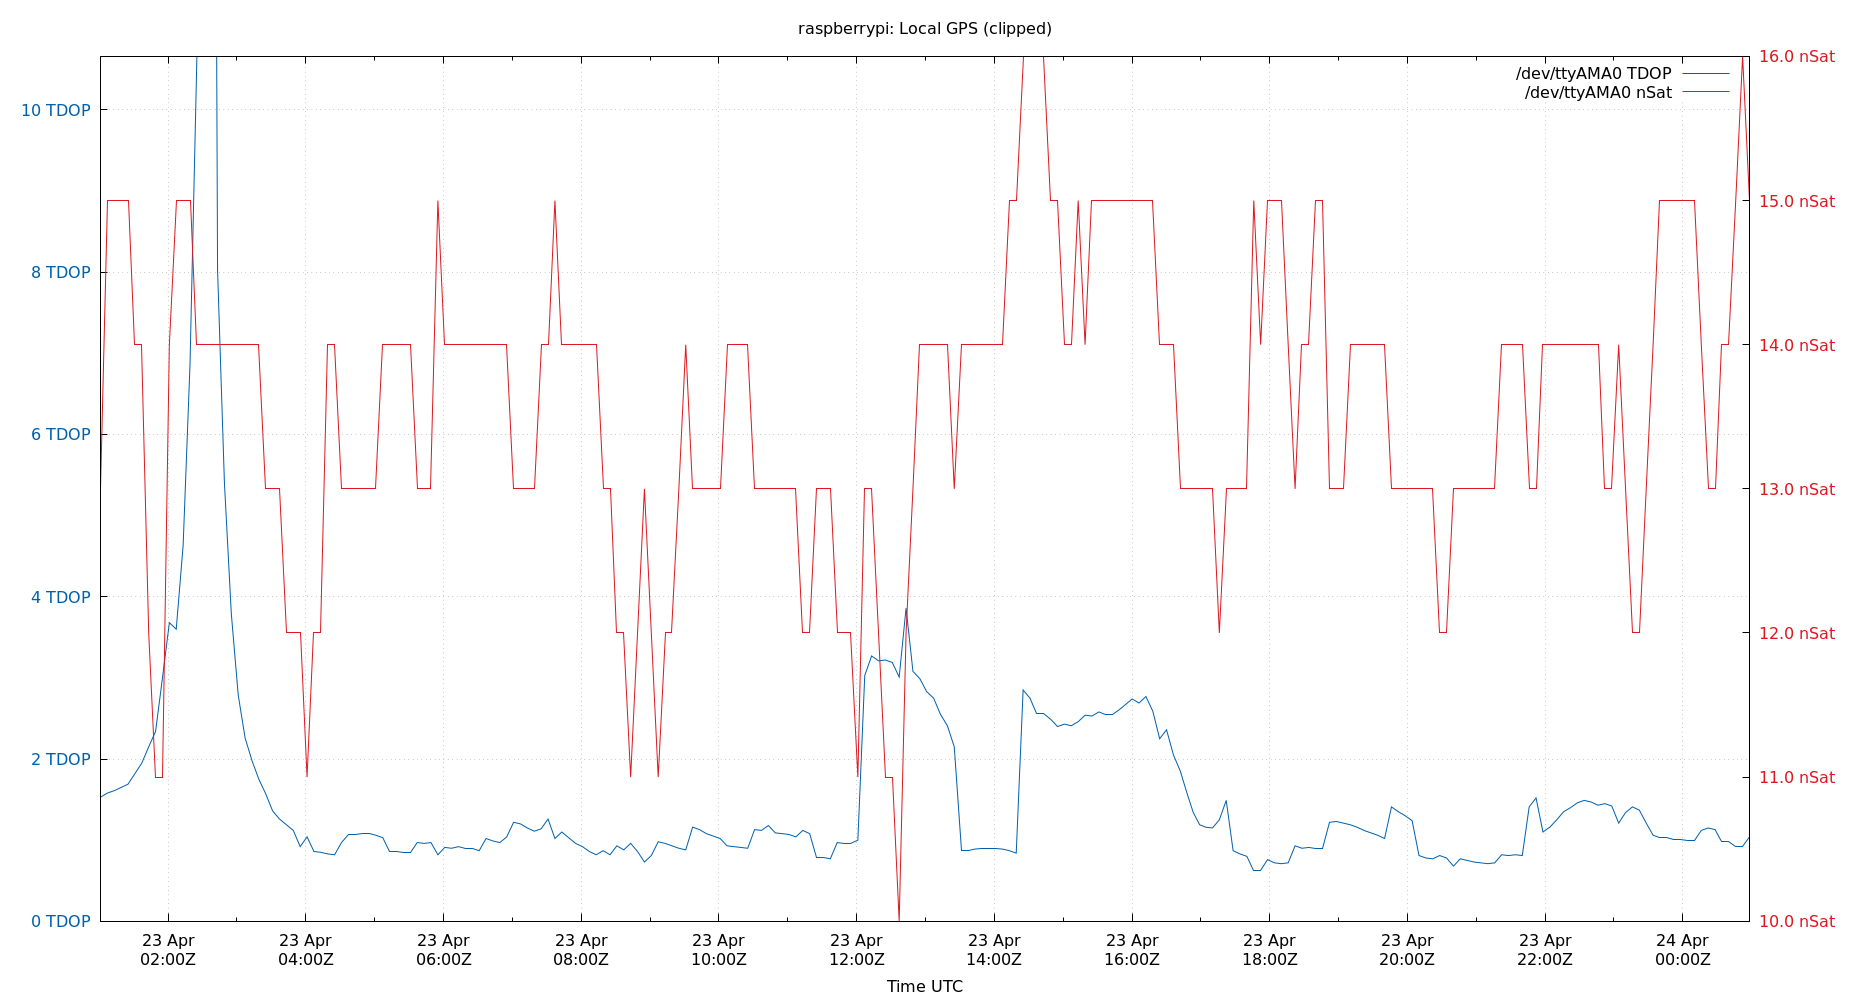 raspberrypi: Local GPS (clipped)
/dev/ttyAMA0 TDOP
/dev/ttyAMA0 nSat
10 TDOP
8 TDOP
6 TDOP
4 TDOP
2 TDOP
0 TDOP
16.0 nSat
15.0 nSat
14.0 nSat
13.0 nSat
12.0 nSat
11.0 nSat
10.0 nSat
23 Apr
02:00Z
23 Apr
04:00Z
23 Apr
06:00Z
23 Apr
08:00Z
23 Apr
10:00Z
23 Apr
12:00Z
23 Apr
14:00Z
23 Apr
16:00Z
23 Apr
18:00Z
23 Apr
20:00Z
23 Apr
22:00Z
24 Apr
00:00Z
Time UTC